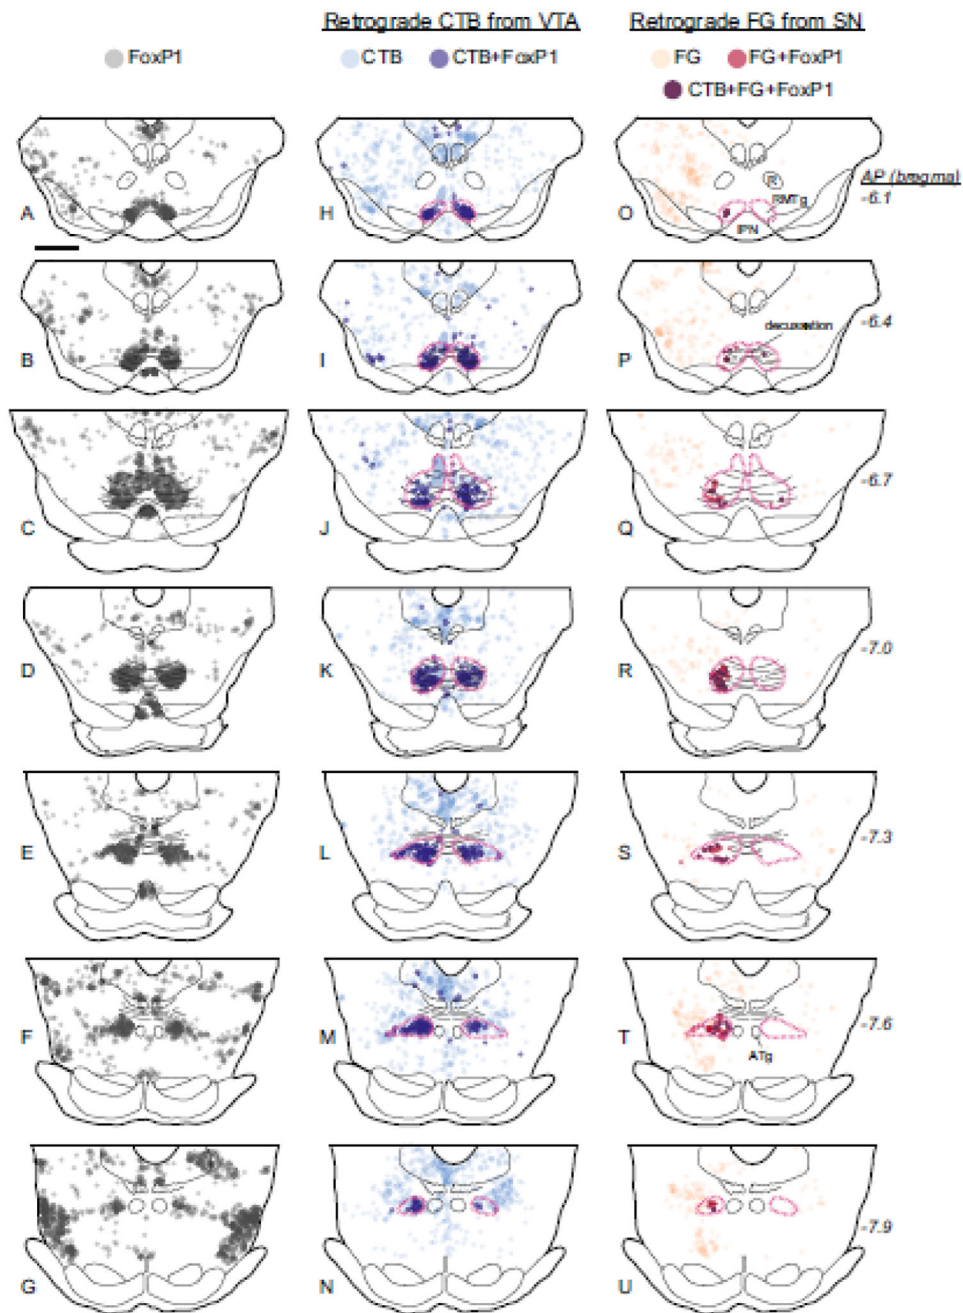 Retrograde CTB from VTA Retrograde FG from SN
FoxP1 CTB CTB+FoxP1 FG FG+FoxP1
CTB+FG+FoxP1
AP (bregma)
A H O R -6.1
RMTg
IPN
B I P decussation -6.4
C J Q -6.7
D K R -7.0
E L S -7.3
F M T ATg -7.6
G N U -7.9